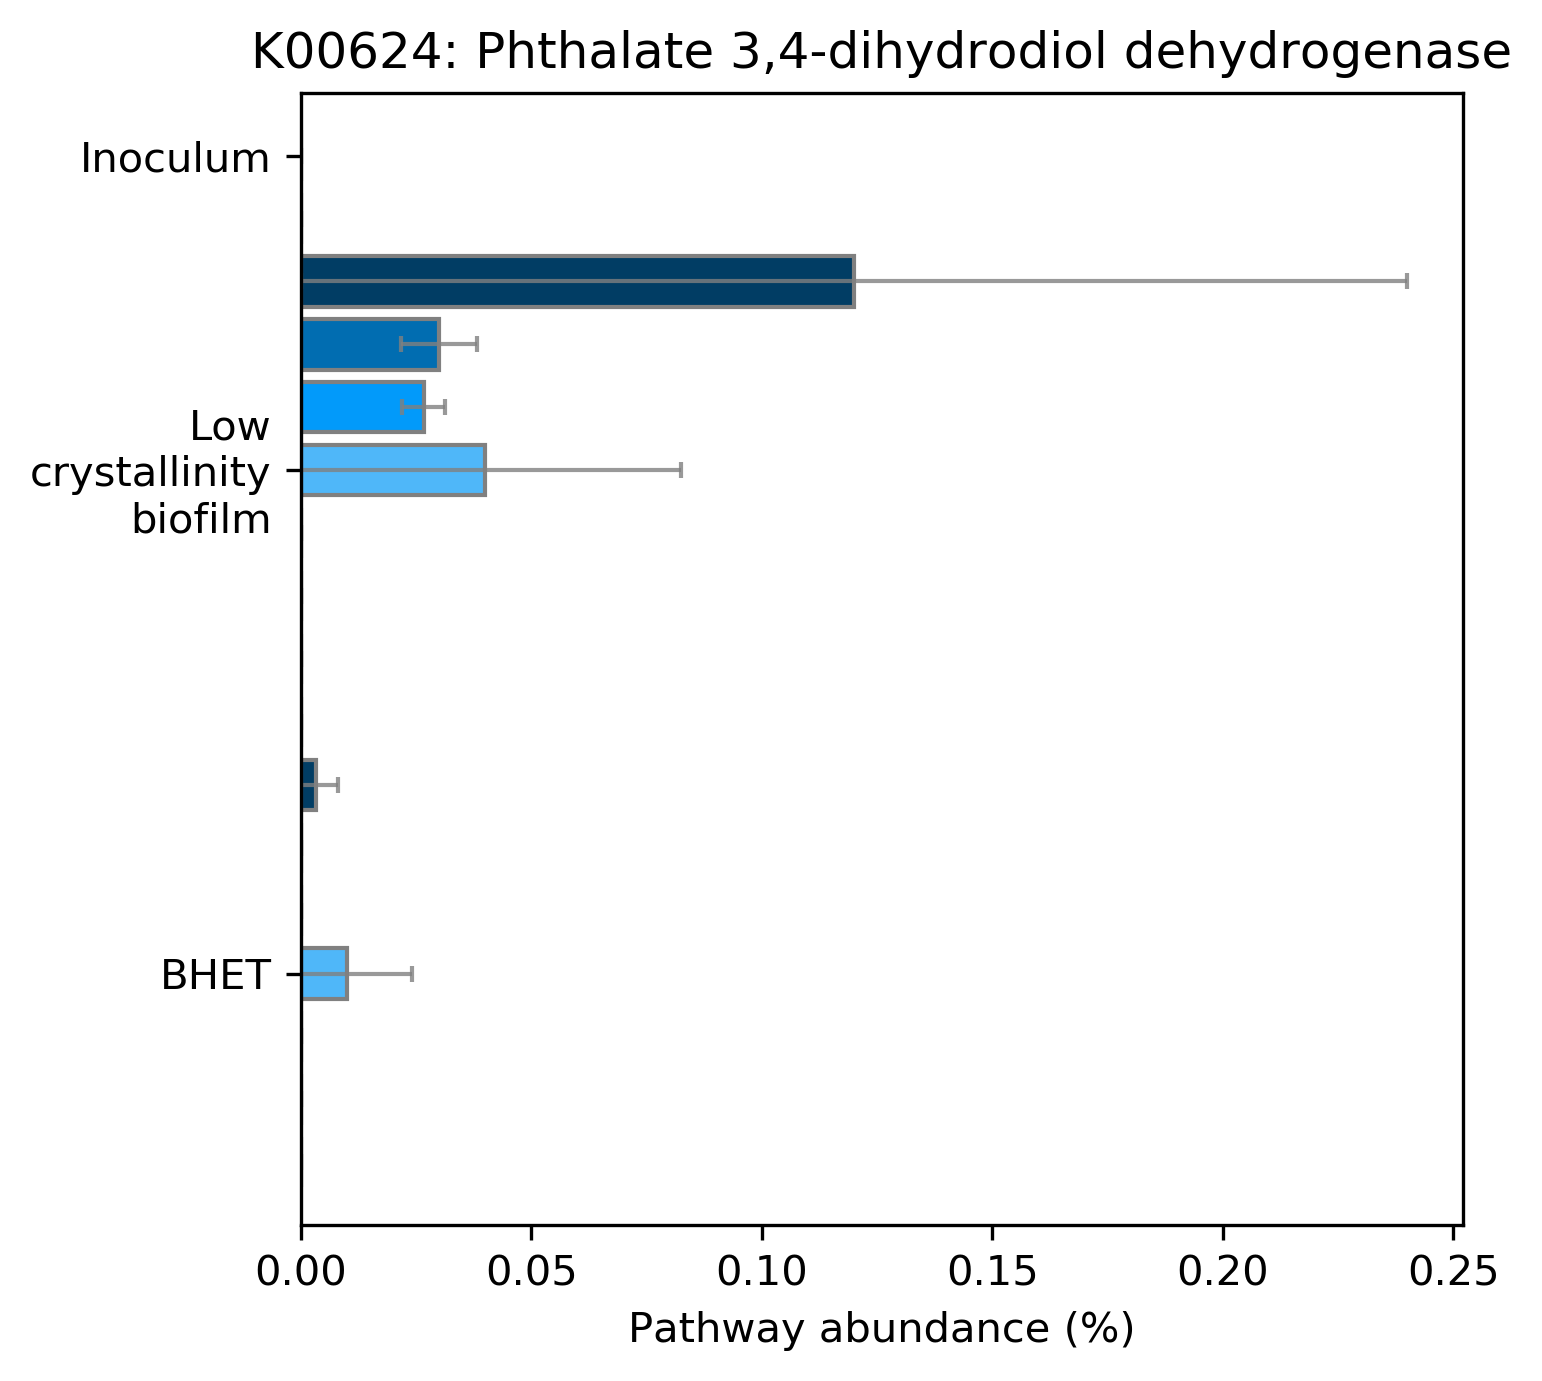 K00624: Phthalate 3,4-dihydrodiol dehydrogenase
Inoculum
Low
crystallinity
biofilm
BHET
0.00 0.05 0.10 0.15 0.20 0.25
Pathway abundance (%)